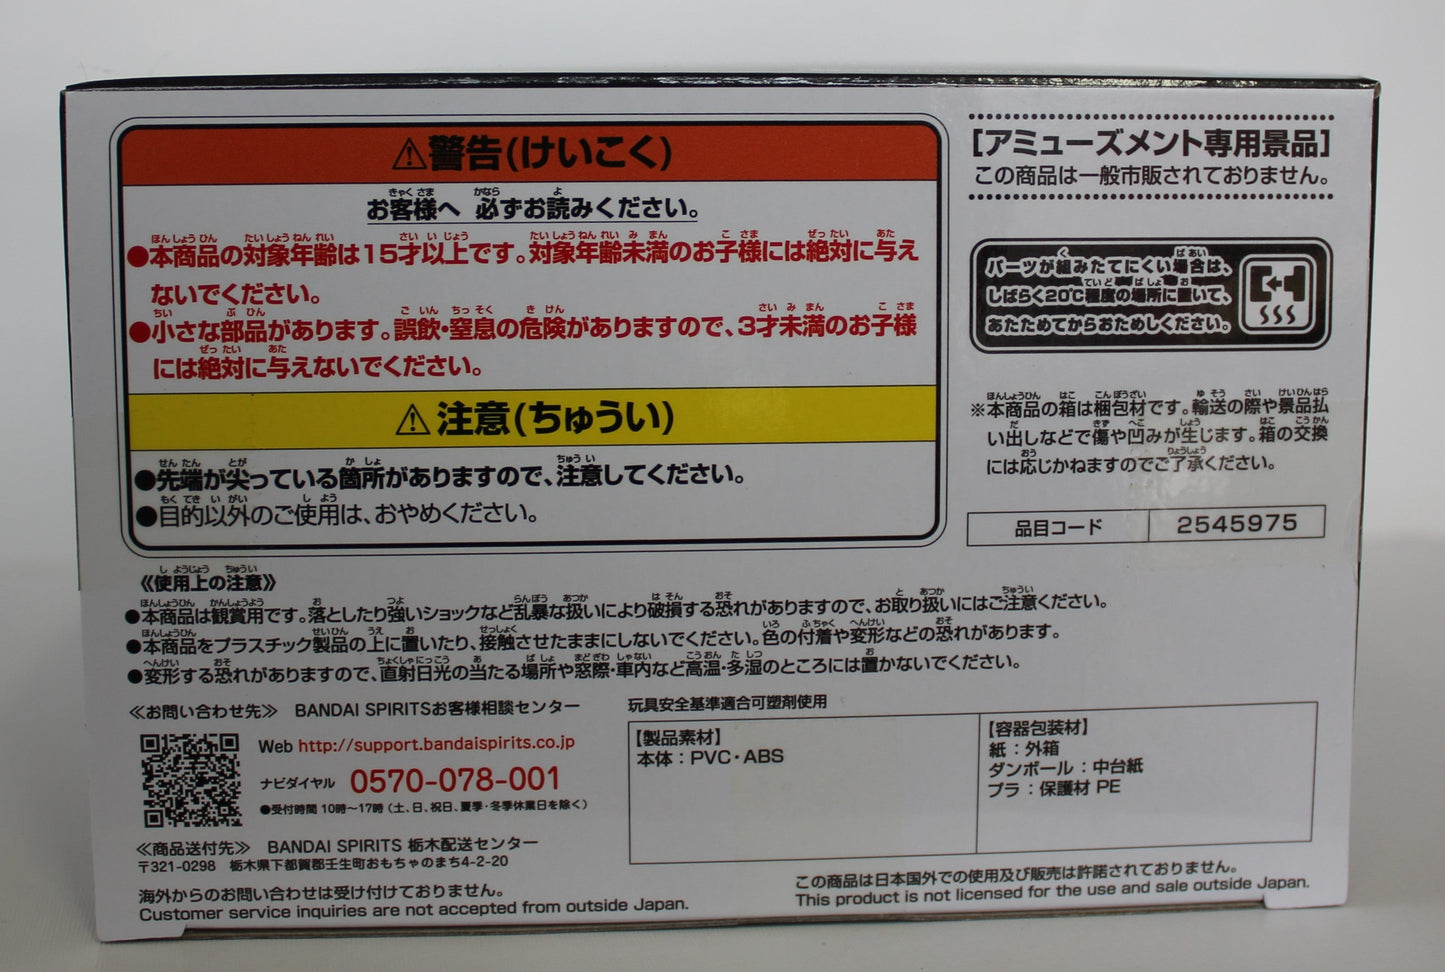 ⚠警告(けいこく)
お客様へ 必ずお読みください。
●本商品の対象年齢は15才以上です。対象年齢未満のお子様には絶対に与え
ないでください。
●小さな部品があります。誤飲・窒息の危険がありますので、3才未満のお子様
には絶対に与えないでください。
⚠注意(ちゅうい)
●先端が尖っている箇所がありますので、注意してください。
●目的以外のご使用は、おやめください。
[アミューズメント専用景品]
この商品は一般市販されておりません。
パーツが組みたてにくい場合は、
しばらく20℃程度の場所に置いて、
あたためてからおためしください。
※本商品の箱は梱包材です。輸送の際や景品払
い出しなどで傷や凹みが生じます。箱の交換
には応じかねますのでご了承ください。
品目コード 2545975
《使用上の注意》
●本商品は観賞用です。落としたり強いショックなど乱暴な扱いにより破損する恐れがありますので、お取り扱いにはご注意ください。
●本商品をプラスチック製品の上に置いたり、接触させたままにしないでください。色の付着や変形などの恐れがあります。
●変形する恐れがありますので、直射日光の当たる場所や窓際・車内など高温・多湿のところには置かないでください。
≪お問い合わせ先≫ BANDAI SPIRITSお客様相談センター
Web http://support.bandaispirits.co.jp
ナビダイヤル 0570-078-001
●受付時間 10時〜17時(土、日、祝日、夏季・冬季休業日を除く)
≪商品送付先≫ BANDAI SPIRITS 栃木配送センター
〒321-0298 栃木県下都賀郡壬生町おもちゃのまち4-2-20
海外からのお問い合わせは受け付けておりません。
Customer service inquiries are not accepted from outside Japan.
玩具安全基準適合可塑剤使用
【製品素材】
本体:PVC・ABS
【容器包装材】
紙:外箱
ダンボール:中台紙
プラ:保護材 PE
この商品は日本国外での使用及び販売は許諾されておりません。
This product is not licensed for the use and sale outside Japan.